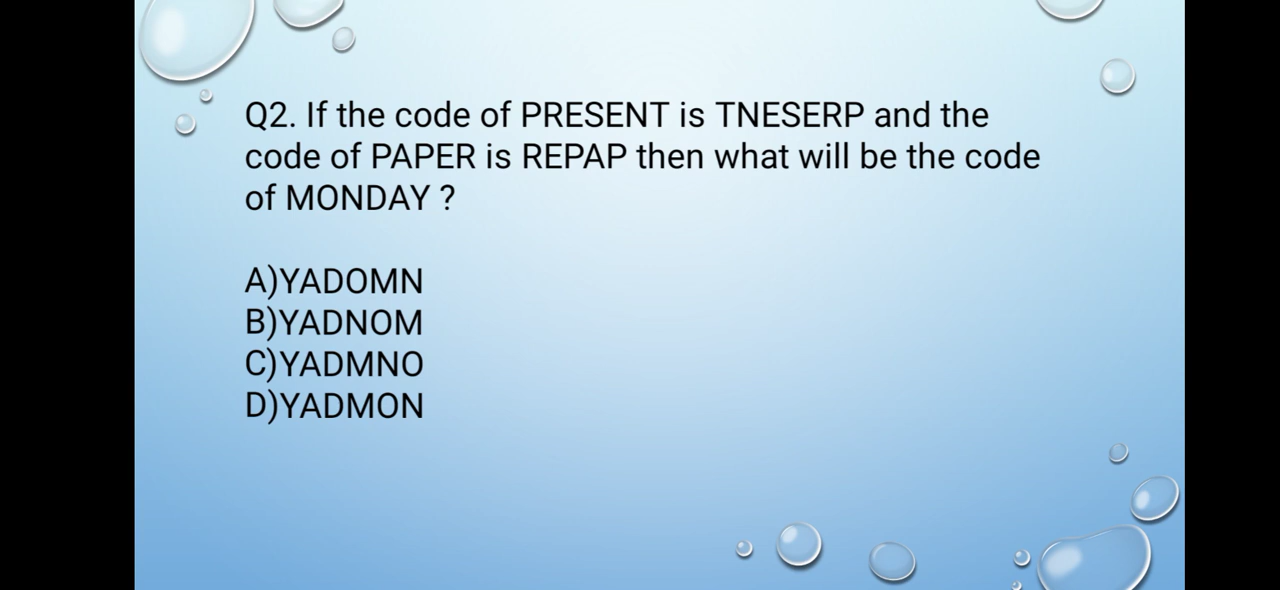 Q2. If the code of PRESENT is TNESERP and the
code of PAPER is REPAP then what will be the code
of MONDAY ?
A)YADOMN
B)YADNOM
C)YADMNO
D)YADMON